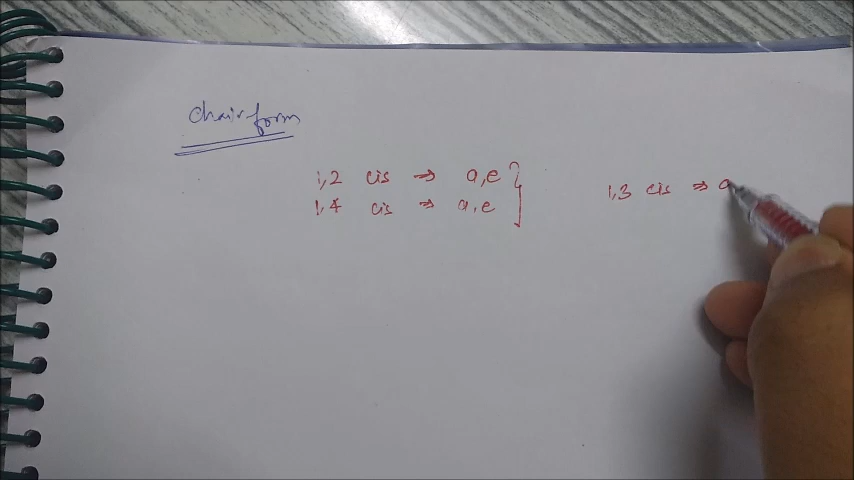 chair form
1,2 cis ⇒ a,e
1,4 cis ⇒ a,e
1,3 cis ⇒ a